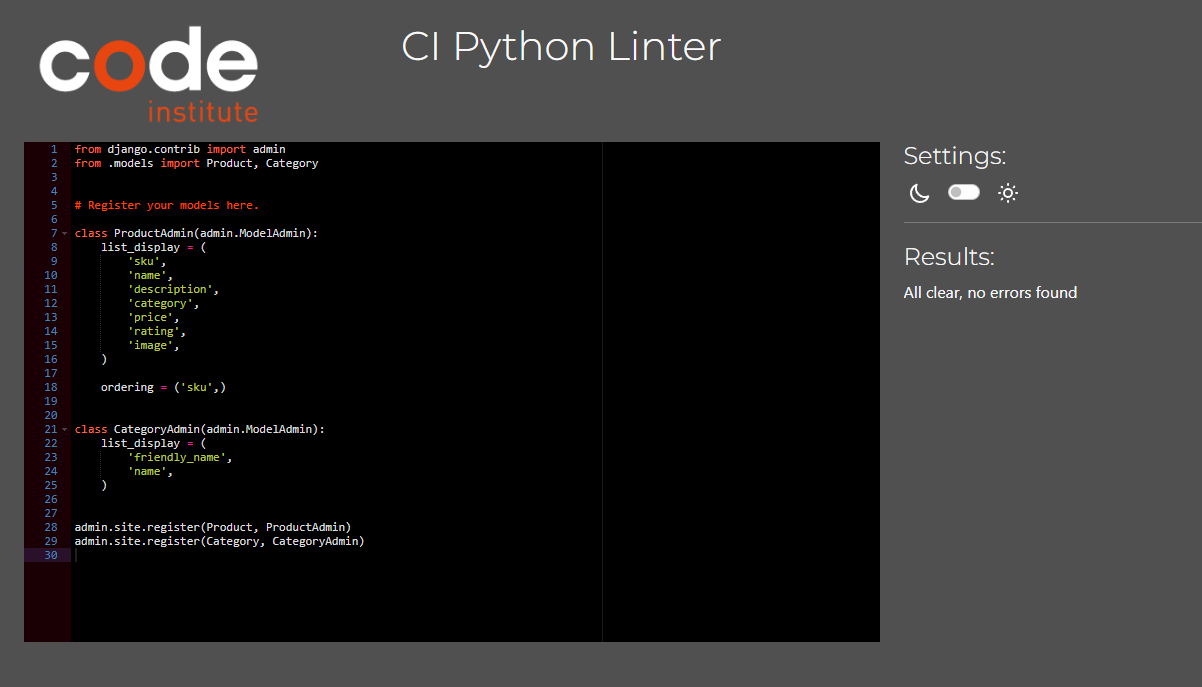 code
institute
CI Python Linter
1 from django.contrib import admin
2 from .models import Product, Category
3
4
5 # Register your models here.
6
7 class ProductAdmin(admin.ModelAdmin):
8     list_display = (
9         'sku',
10         'name',
11         'description',
12         'category',
13         'price',
14         'rating',
15         'image',
16     )
17
18     ordering = ('sku',)
19
20
21 class CategoryAdmin(admin.ModelAdmin):
22     list_display = (
23         'friendly_name',
24         'name',
25     )
26
27
28 admin.site.register(Product, ProductAdmin)
29 admin.site.register(Category, CategoryAdmin)
30
Settings:
Results:
All clear, no errors found